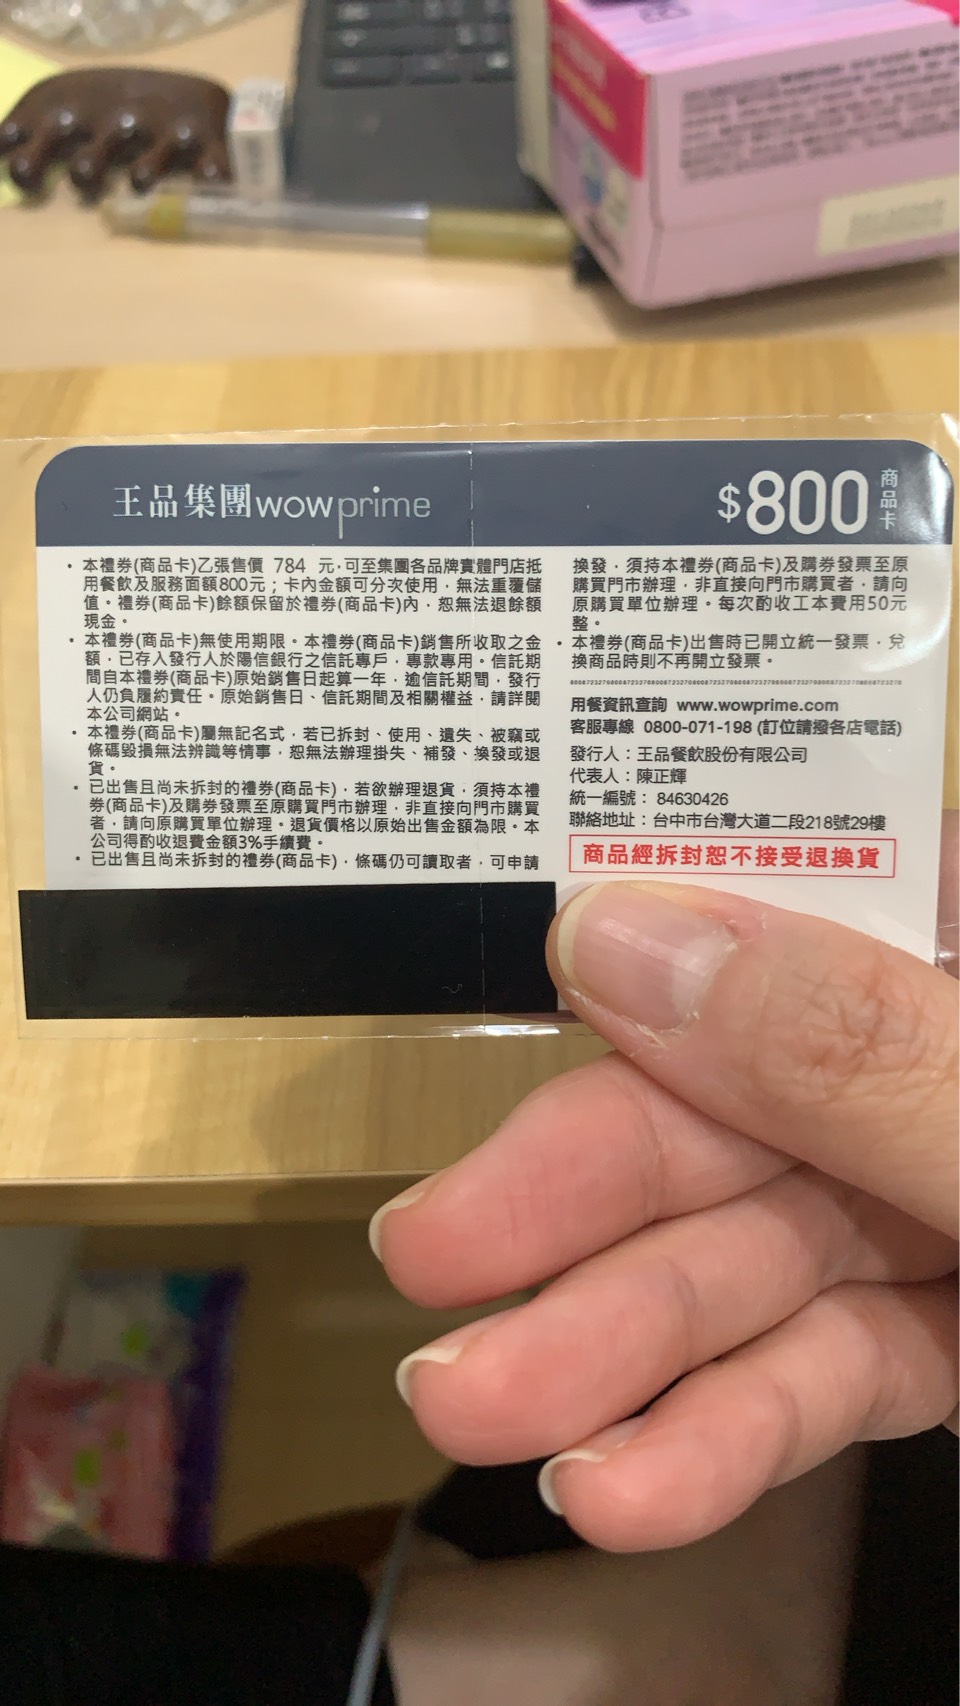 王品集團wowprime
$800
商品卡
・本禮券(商品卡)乙張售價 784 元,可至集團各品牌實體門店抵
用餐飲及服務面額800元；卡內金額可分次使用，無法重覆儲
值。禮券(商品卡)餘額保留於禮券(商品卡)內，恕無法退餘額
現金。
・本禮券(商品卡)無使用期限。本禮券(商品卡)銷售所收取之金
額，已存入發行人於陽信銀行之信託專戶，專款專用。信託期
間自本禮券(商品卡)原始銷售日起算一年，逾信託期間，發行
人仍負履約責任。原始銷售日、信託期間及相關權益，請詳閱
本公司網站。
・本禮券(商品卡)屬無記名式，若已拆封、使用、遺失、被竊或
條碼毀損無法辨識等情事，恕無法辦理掛失、補發、換發或退
貨。
・已出售且尚未拆封的禮券(商品卡)，若欲辦理退貨，須持本禮
券(商品卡)及購券發票至原購買門市辦理，非直接向門市購買
者，請向原購買單位辦理。退貨價格以原始出售金額為限。本
公司得酌收退費金額3%手續費。
・已出售且尚未拆封的禮券(商品卡)，條碼仍可讀取者，可申請
換發，須持本禮券(商品卡)及購券發票至原
購買門市辦理，非直接向門市購買者，請向
原購買單位辦理。每次酌收工本費用50元
整。
・本禮券(商品卡)出售時已開立統一發票，兌
換商品時則不再開立發票。
用餐資訊查詢 www.wowprime.com
客服專線 0800-071-198 (訂位請撥各店電話)
發行人：王品餐飲股份有限公司
代表人：陳正輝
統一編號： 84630426
聯絡地址：台中市台灣大道二段218號29樓
商品經拆封恕不接受退換貨